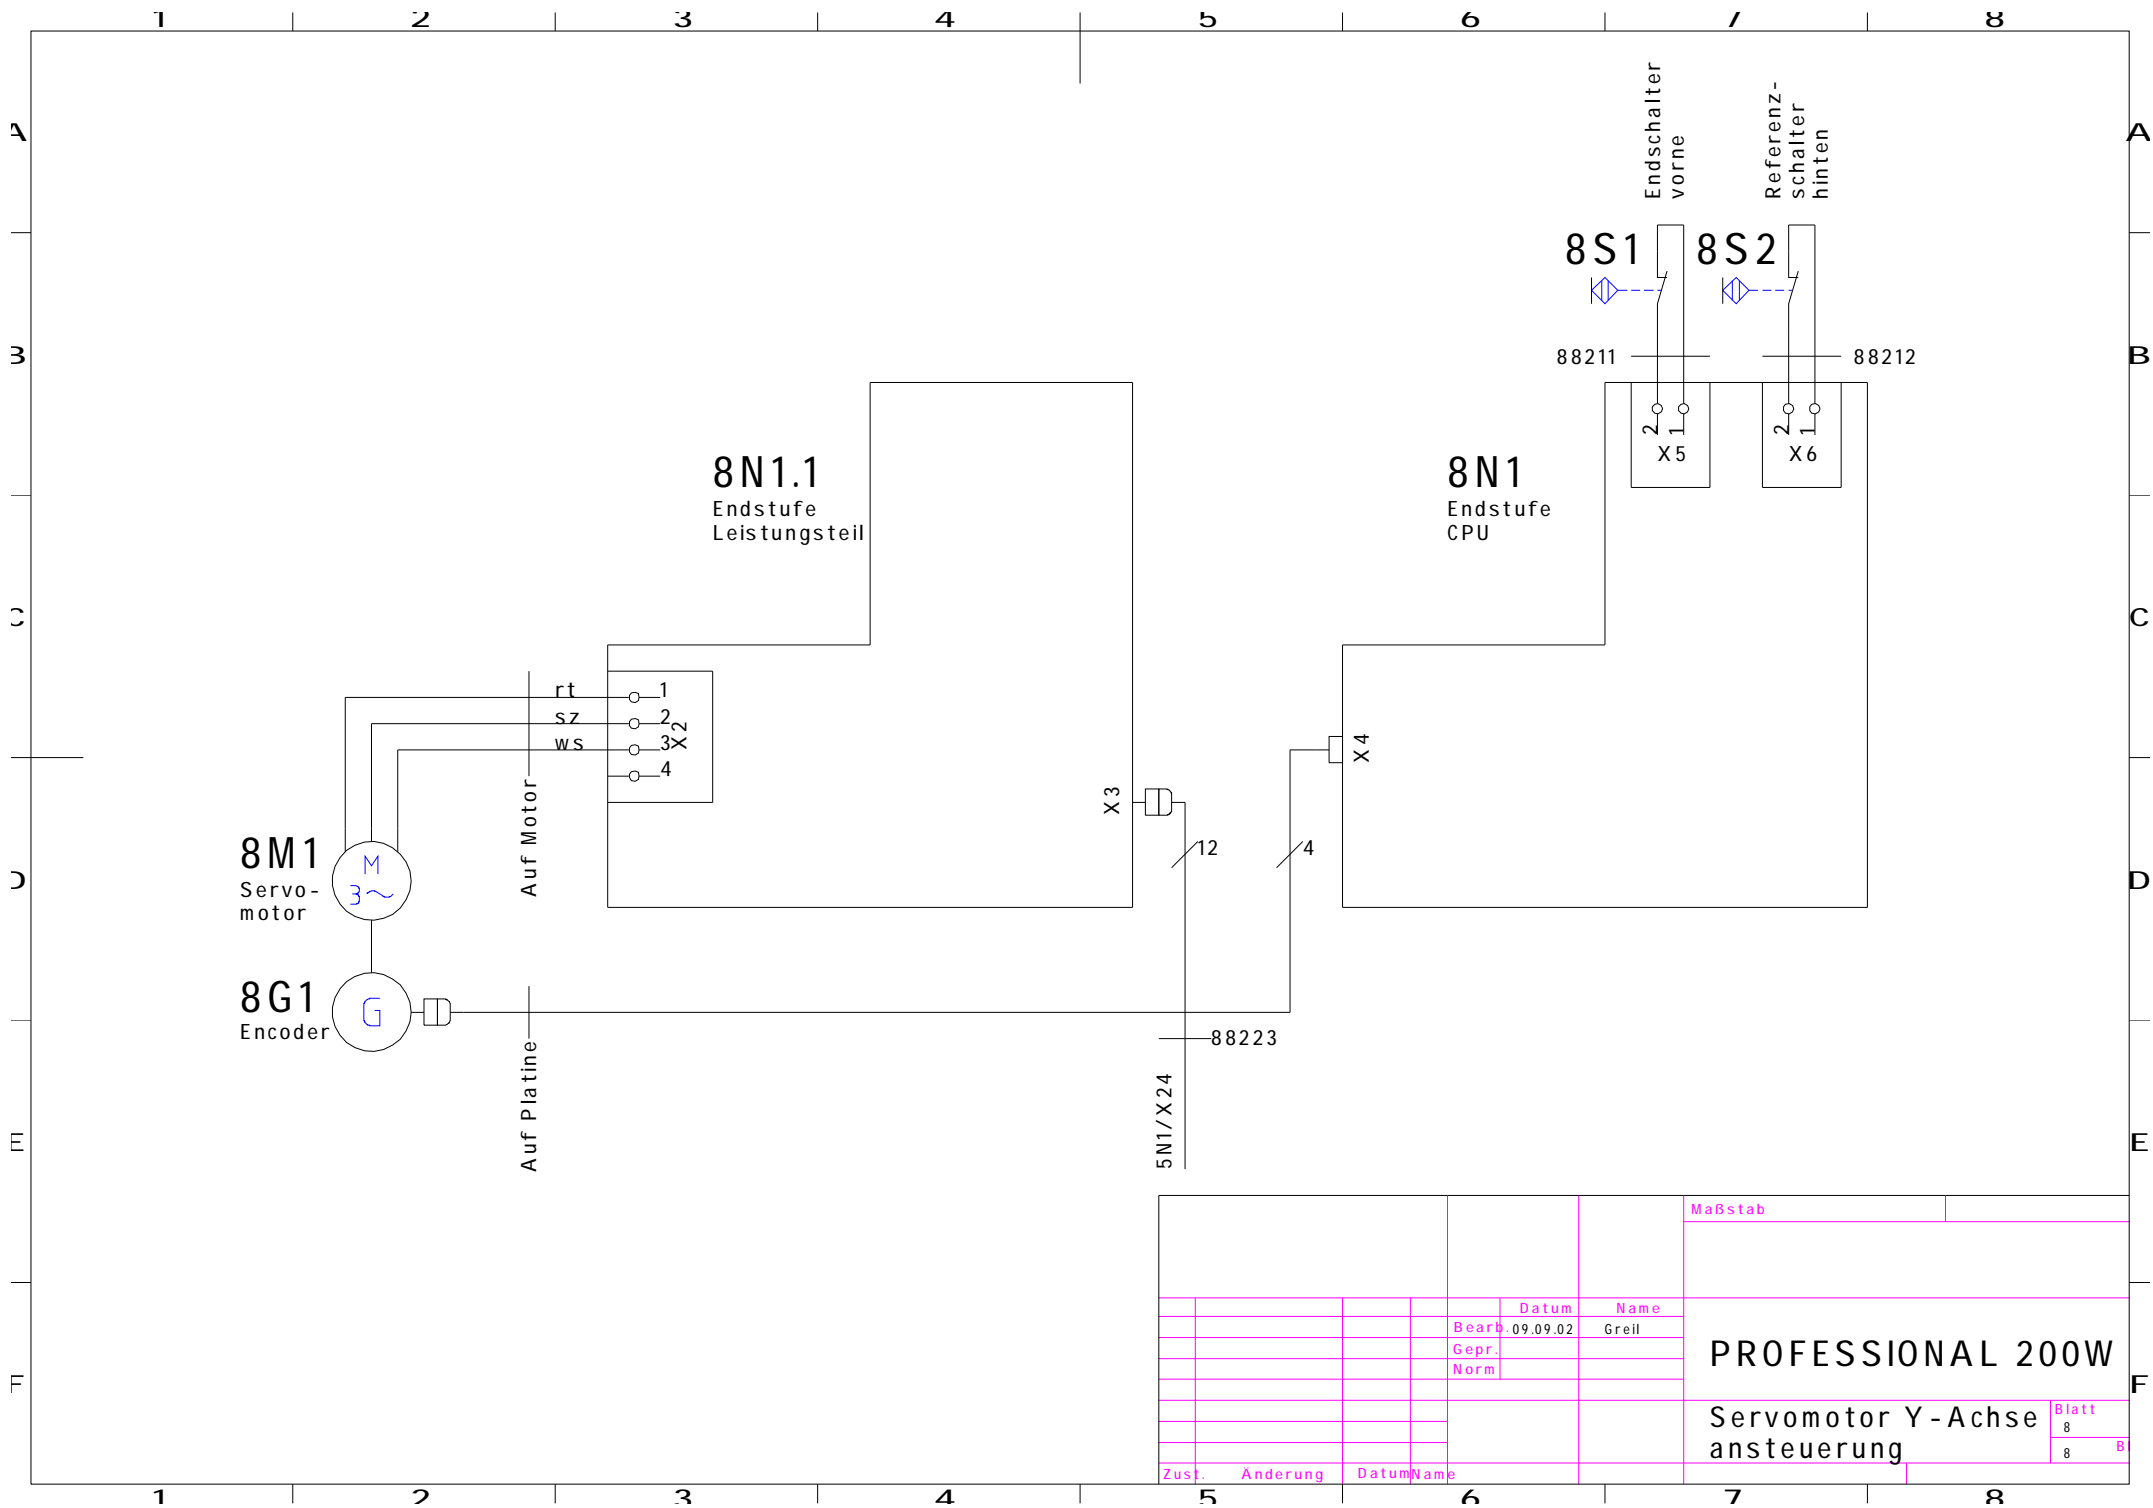 1 2 3 4 5 6 7 8
A
A
Endschalter
vorne
Referenz-
schalter
hinten
8S1
8S2
B
B
88211
88212
2 1
X5
2 1
X6
8N1.1
Endstufe
Leistungsteil
8N1
Endstufe
CPU
C
C
rt 1
sz 2
ws 3
4
X2
X4
X3
Auf Motor
12
4
8M1
Servo-
motor
M
3~
D
D
8G1
Encoder
G
88223
Auf Platine
5N1/X24
E
E
Maßstab
Datum Name
Bearb. 09.09.02 Greil
Gepr.
Norm
PROFESSIONAL 200W
F
F
Servomotor Y-Achse
ansteuerung
Blatt
8
8 Bl
Zust. Änderung Datum Name
1 2 3 4 5 6 7 8